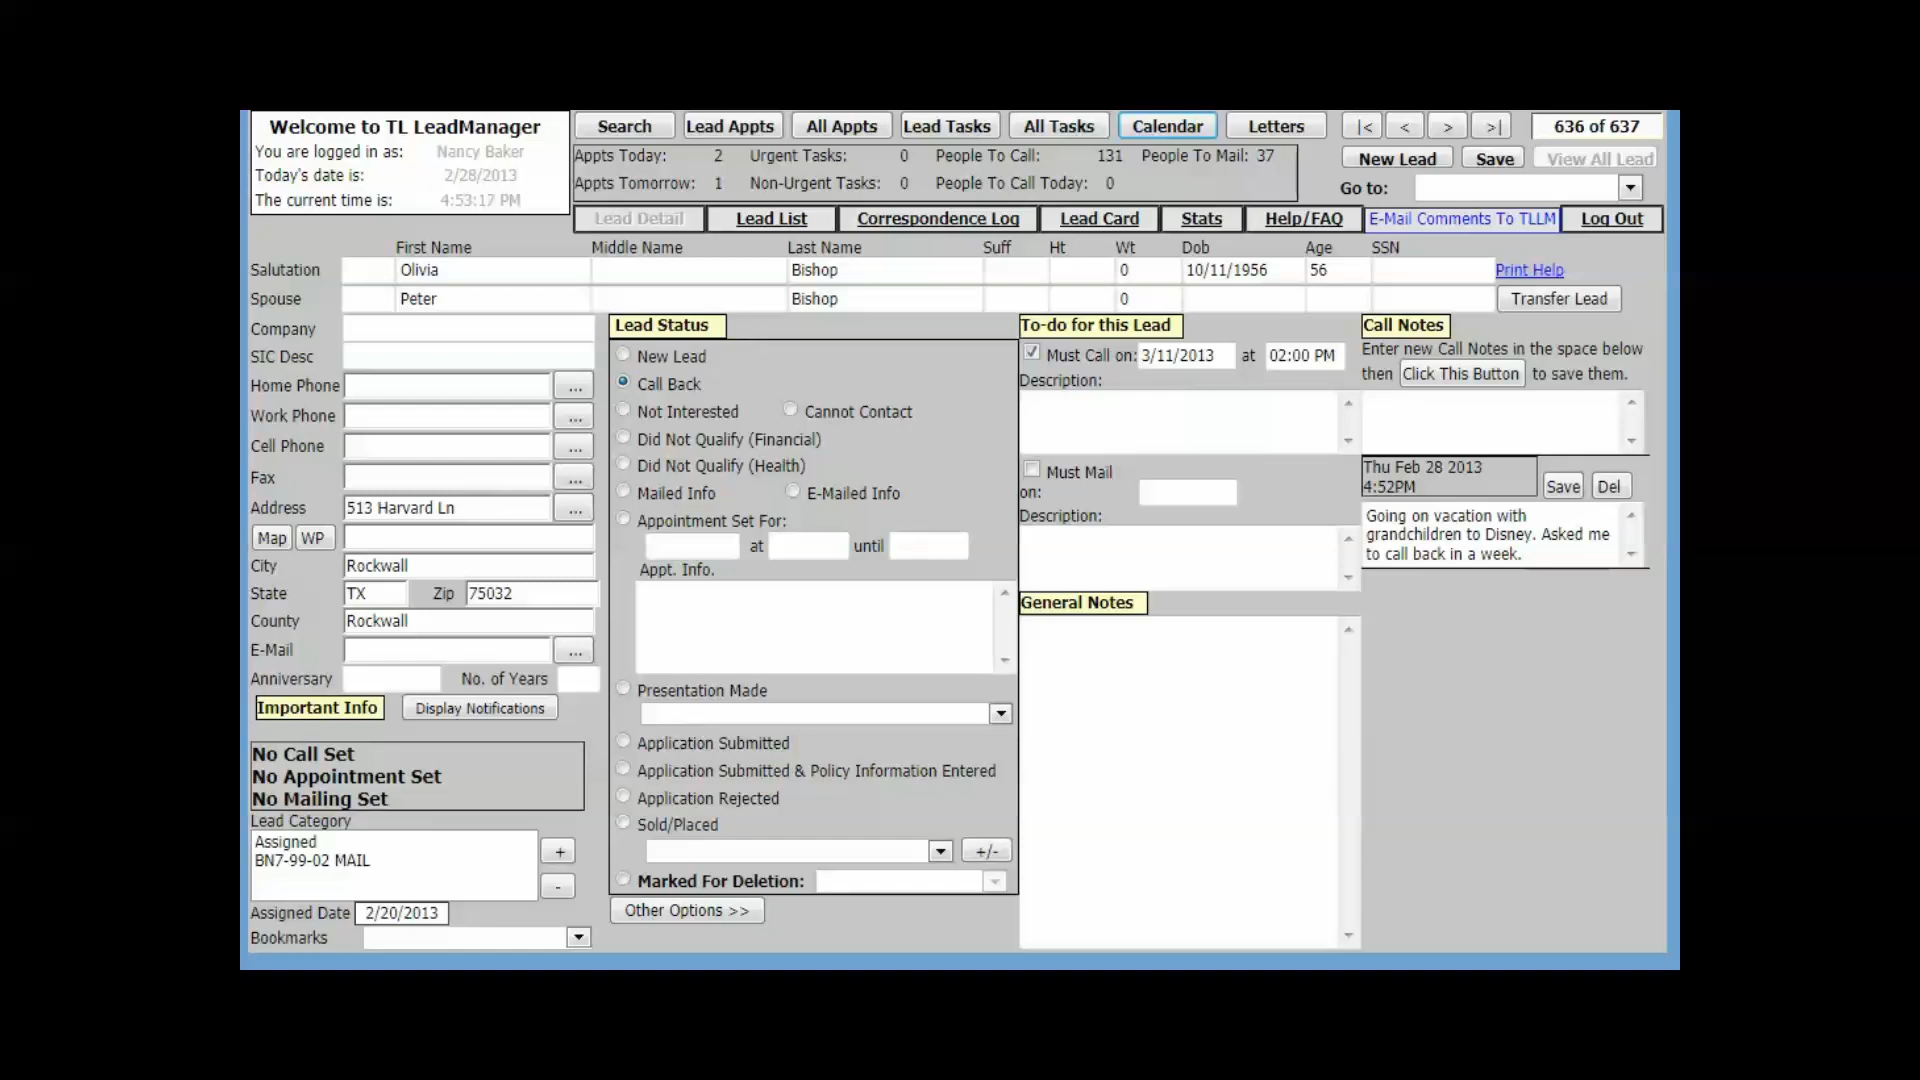 Welcome to TL LeadManager
You are logged in as: Nancy Baker
Today's date is: 2/28/2013
The current time is: 4:53:17 PM
Search Lead Appts All Appts Lead Tasks All Tasks Calendar Letters |< < > >| 636 of 637
Appts Today: 2 Urgent Tasks: 0 People To Call: 131 People To Mail: 37
Appts Tomorrow: 1 Non-Urgent Tasks: 0 People To Call Today: 0
New Lead Save View All Lead
Go to:
Lead Detail Lead List Correspondence Log Lead Card Stats Help/FAQ E-Mail Comments To TLLM Log Out
First Name Middle Name Last Name Suff Ht Wt Dob Age SSN
Salutation Olivia Bishop 0 10/11/1956 56 Print Help
Spouse Peter Bishop 0 Transfer Lead
Company
SIC Desc
Home Phone ...
Work Phone ...
Cell Phone ...
Fax ...
Address 513 Harvard Ln ...
Map WP
City Rockwall
State TX Zip 75032
County Rockwall
E-Mail ...
Anniversary No. of Years
Important Info Display Notifications
No Call Set
No Appointment Set
No Mailing Set
Lead Category
Assigned
BN7-99-02 MAIL
+
-
Assigned Date 2/20/2013
Bookmarks
Lead Status
New Lead
Call Back
Not Interested Cannot Contact
Did Not Qualify (Financial)
Did Not Qualify (Health)
Mailed Info E-Mailed Info
Appointment Set For:
at until
Appt. Info.
Presentation Made
Application Submitted
Application Submitted & Policy Information Entered
Application Rejected
Sold/Placed
+/-
Marked For Deletion:
Other Options >>
To-do for this Lead
Must Call on: 3/11/2013 at 02:00 PM
Description:
Must Mail
on:
Description:
General Notes
Call Notes
Enter new Call Notes in the space below
then Click This Button to save them.
Thu Feb 28 2013
4:52PM
Save Del
Going on vacation with
grandchildren to Disney. Asked me
to call back in a week.